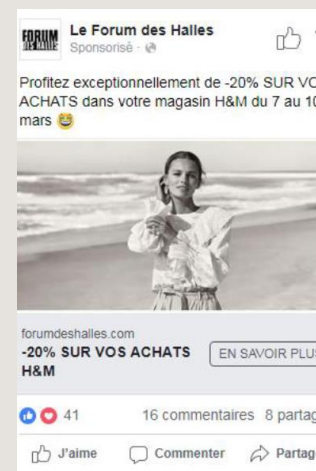 FORUM
DES HALLES
Le Forum des Halles
Sponsorisé ·
Profitez exceptionnellement de -20% SUR VO
ACHATS dans votre magasin H&M du 7 au 10
mars
forumdeshalles.com
-20% SUR VOS ACHATS
H&M
EN SAVOIR PLUS
41
16 commentaires
8 partag
J'aime
Commenter
Partag